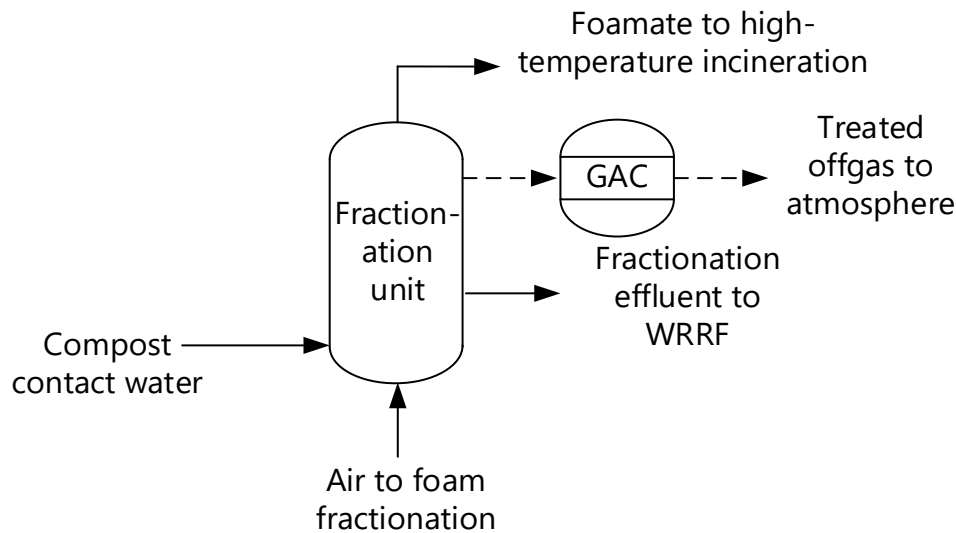 Foamate to high-
temperature incineration
Treated
offgas to
atmosphere
GAC
Fraction-
ation
unit
Fractionation
effluent to
WRRF
Compost
contact water
Air to foam
fractionation